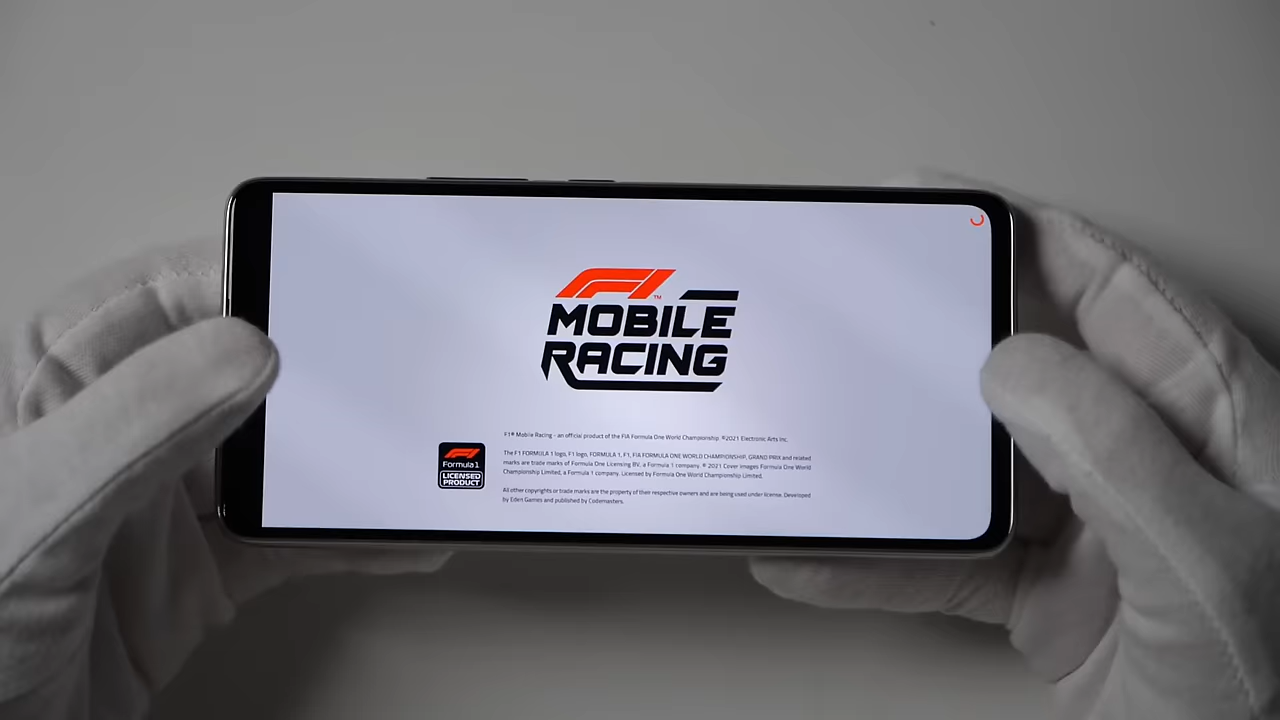 F1™
MOBILE
RACING
F1® Mobile Racing - an official product of the FIA Formula One World Championship. ©2021 Electronic Arts Inc.
The F1 FORMULA 1 logo, F1 logo, FORMULA 1, F1, FIA FORMULA ONE WORLD CHAMPIONSHIP, GRAND PRIX and related
marks are trade marks of Formula One Licensing BV, a Formula 1 company. © 2021 Cover images Formula One World
Championship Limited, a Formula 1 company. Licensed by Formula One World Championship Limited.
All other copyrights or trade marks are the property of their respective owners and are being used under license. Developed
by Eden Games and published by Codemasters.
F1
Formula 1
LICENSED
PRODUCT